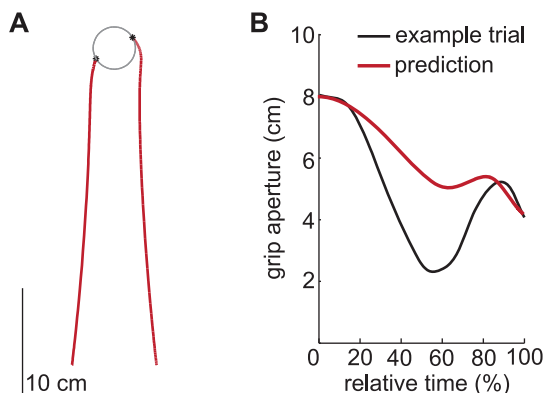 A
10 cm
B
example trial
prediction
grip aperture (cm)
10
8
6
4
2
0 20 40 60 80 100
relative time (%)